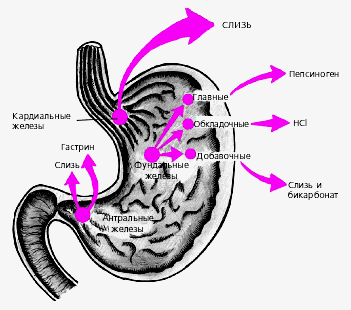 СЛИЗЬ
Главные
Пепсиноген
Кардиальные
железы
Обкладочные
HCl
Гастрин
Слизь
Фундальные
железы
Добавочные
Слизь и
бикарбонат
Антральные
железы